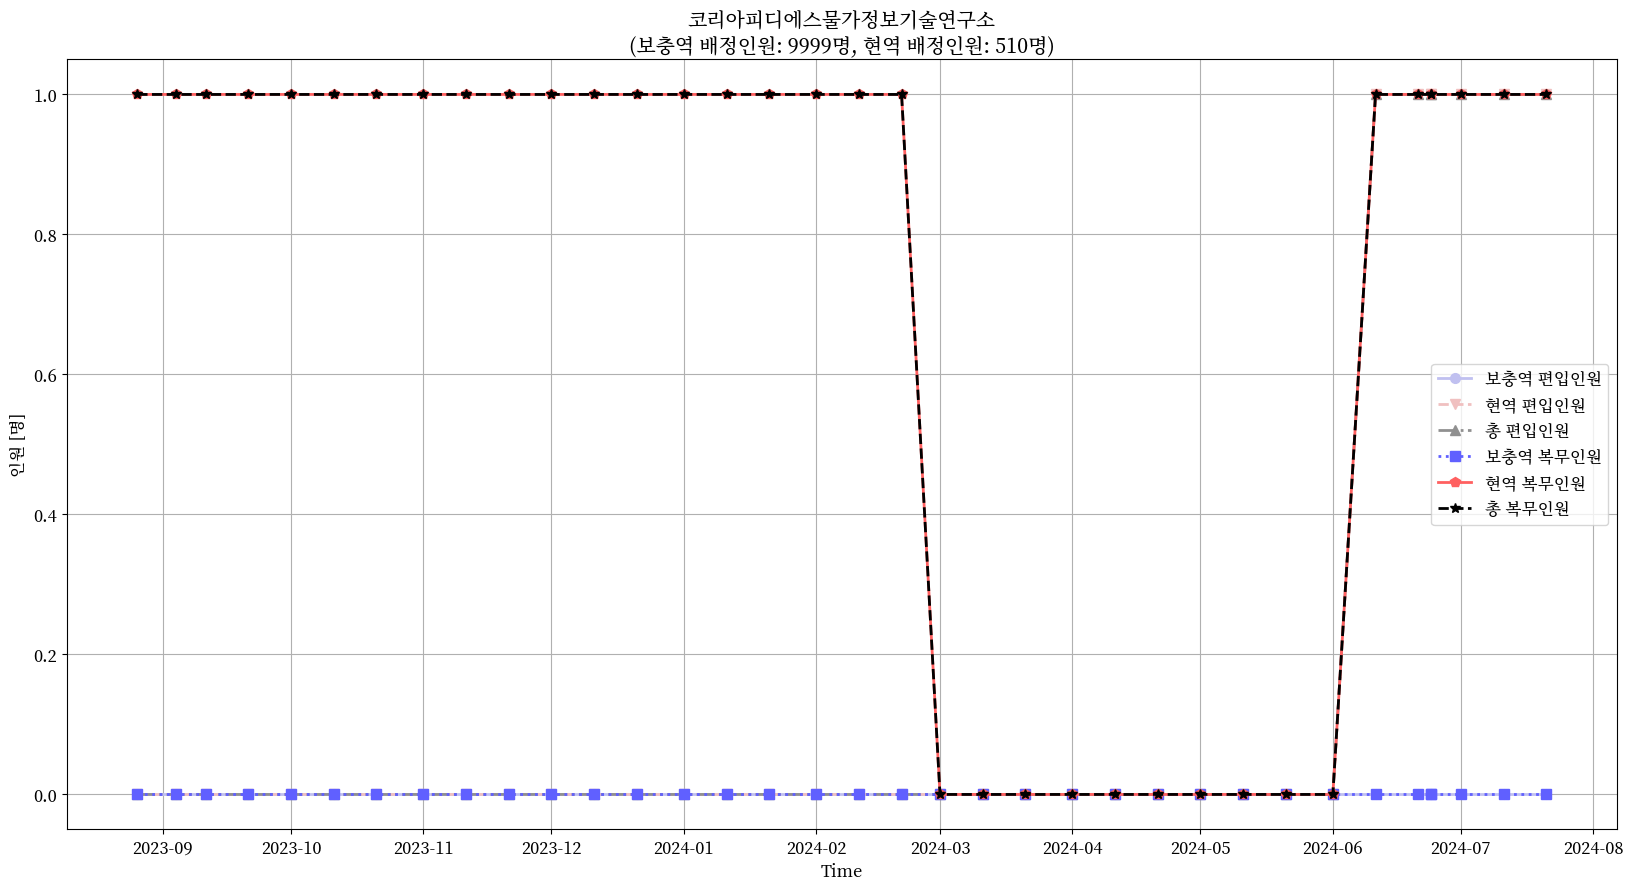 코리아피디에스물가정보기술연구소
(보충역 배정인원: 9999명, 현역 배정인원: 510명)
인원 [명]
1.0
0.8
0.6
0.4
0.2
0.0
보충역 편입인원
현역 편입인원
총 편입인원
보충역 복무인원
현역 복무인원
총 복무인원
2023-09 2023-10 2023-11 2023-12 2024-01 2024-02 2024-03 2024-04 2024-05 2024-06 2024-07 2024-08
Time